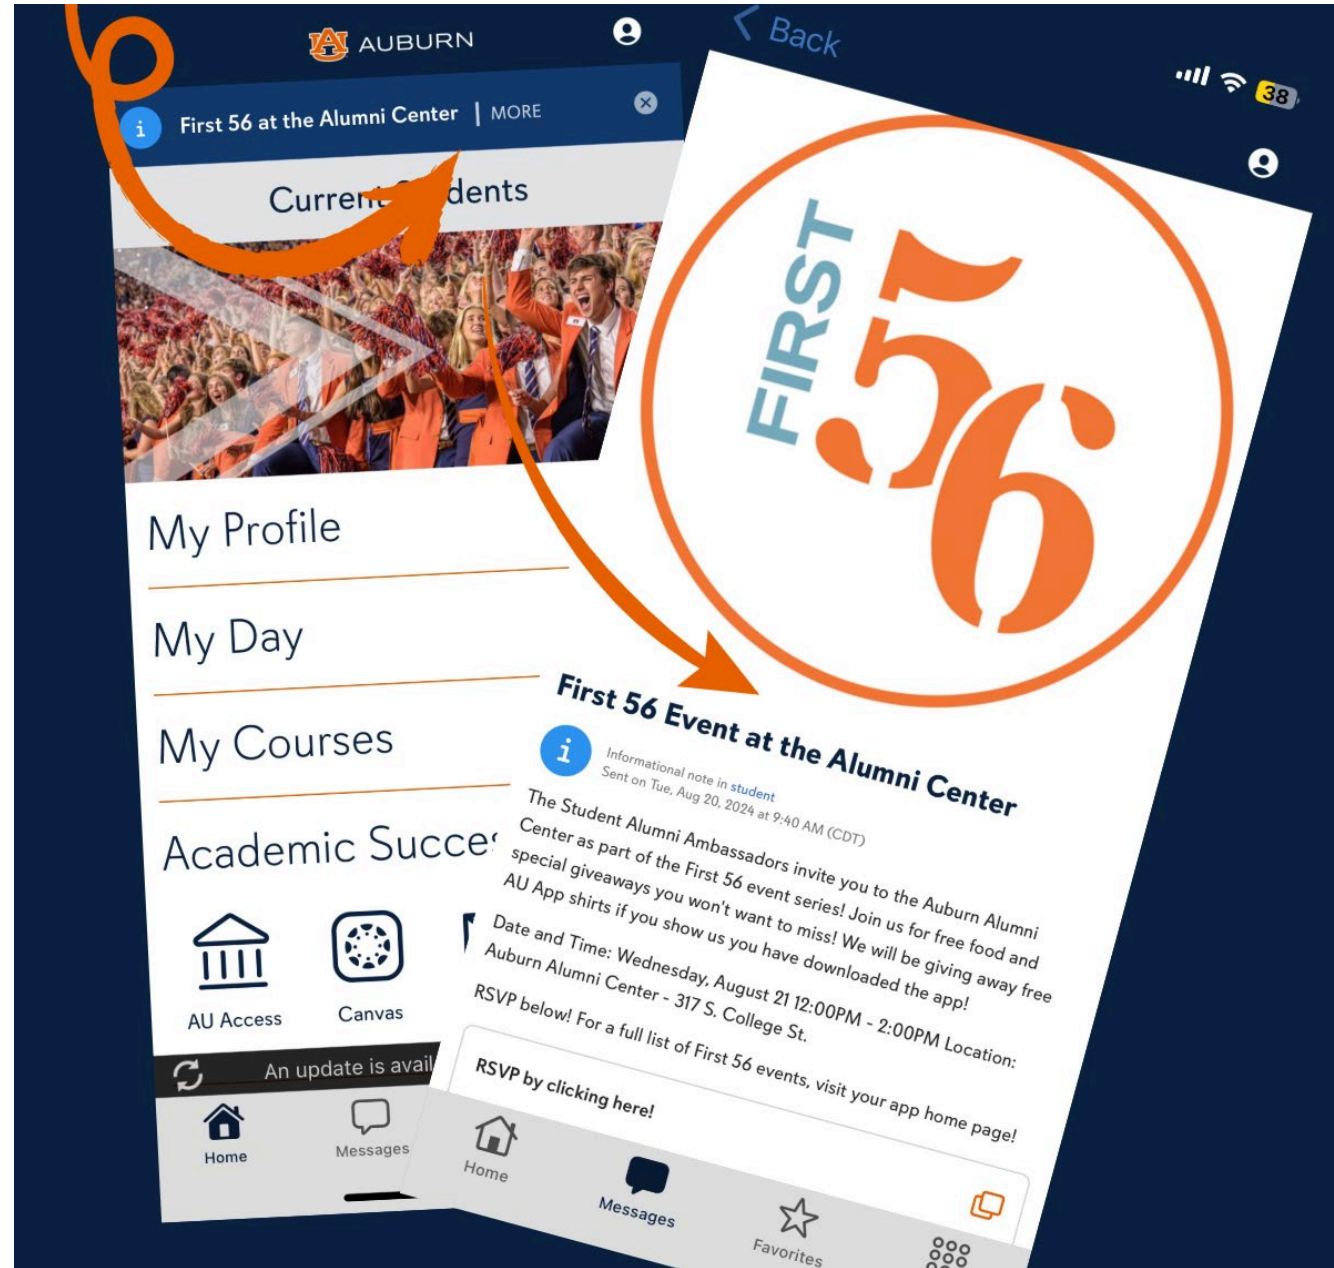 AUBURN
First 56 at the Alumni Center | MORE
Current
dents
My Profile
My Day
My Courses
Academic
AU Access
Canvas
An update is
Home
Messages
Back
38
FIRST
56
First 56 Event at the Alumni Center
Informational note in student
Sent on Tue, Aug 20, 2024 at 9:40 AM (CDT)
The Student Alumni Ambassadors invite you to the Auburn Alumni
Center as part of the First 56 event series! Join us for free food and
special giveaways you won't want to miss! We will be giving away free
AU App shirts if you show us you have downloaded the app!
Date and Time: Wednesday, August 21 12:00PM - 2:00PM Location:
Auburn Alumni Center - 317 S. College St.
RSVP below! For a full list of First 56 events, visit your app home page!
RSVP by clicking here!
Home
Messages
Favorites